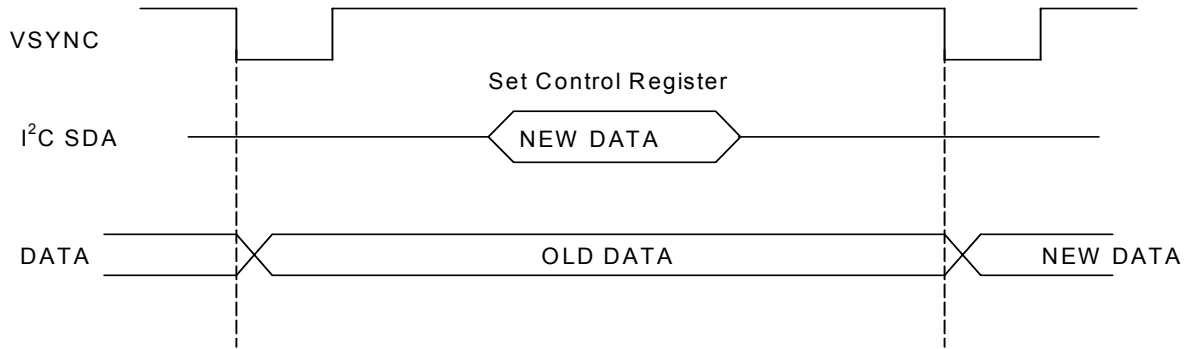 VSYNC
Set Control Register
I²C SDA
NEW DATA
DATA
OLD DATA
NEW DATA